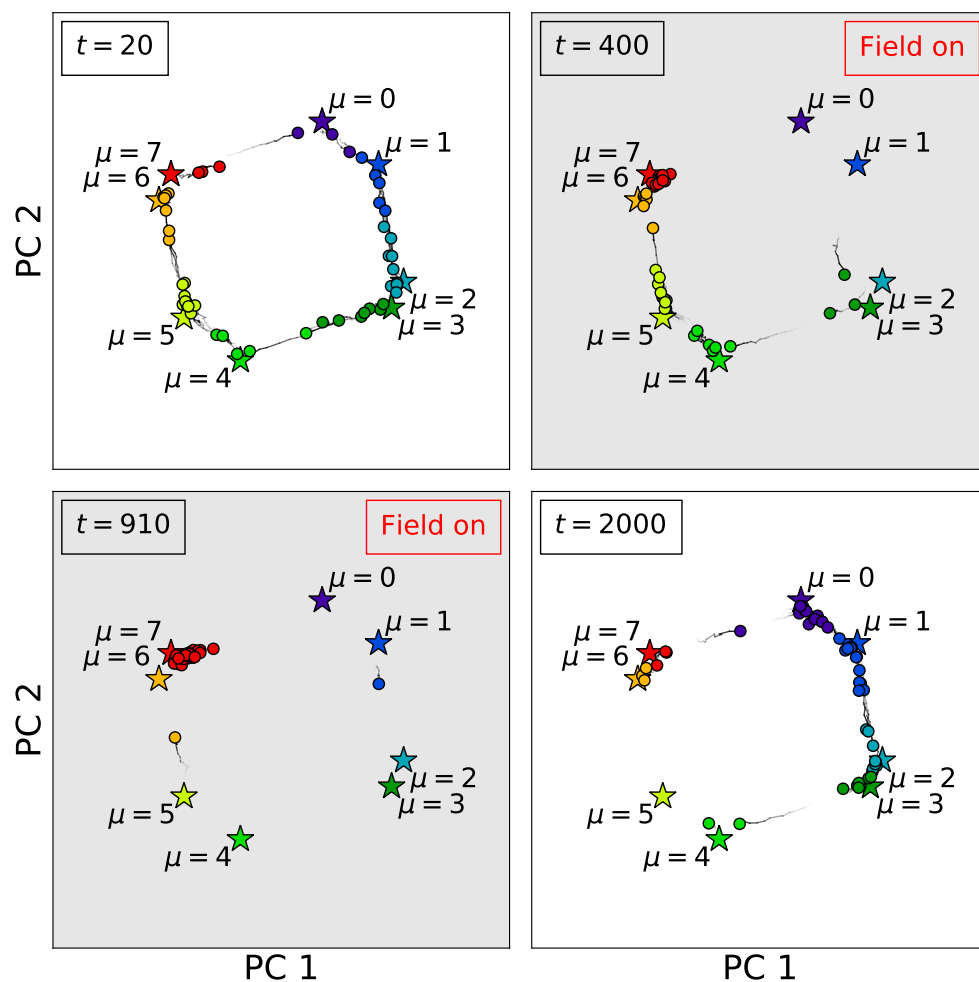 t = 20
μ = 0
μ = 1
μ = 7
μ = 6
μ = 2
μ = 3
μ = 5
μ = 4
PC 2
t = 400
Field on
μ = 0
μ = 1
μ = 7
μ = 6
μ = 2
μ = 3
μ = 5
μ = 4
t = 910
Field on
μ = 0
μ = 1
μ = 7
μ = 6
μ = 2
μ = 3
μ = 5
μ = 4
PC 2
PC 1
t = 2000
μ = 0
μ = 1
μ = 7
μ = 6
μ = 2
μ = 3
μ = 5
μ = 4
PC 1